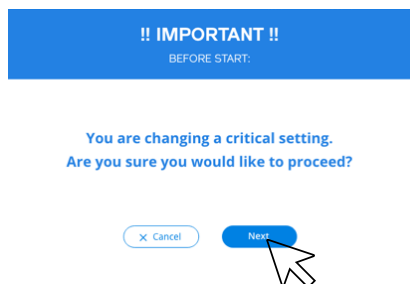 !! IMPORTANT !!
BEFORE START:
You are changing a critical setting.
Are you sure you would like to proceed?
Cancel
Next